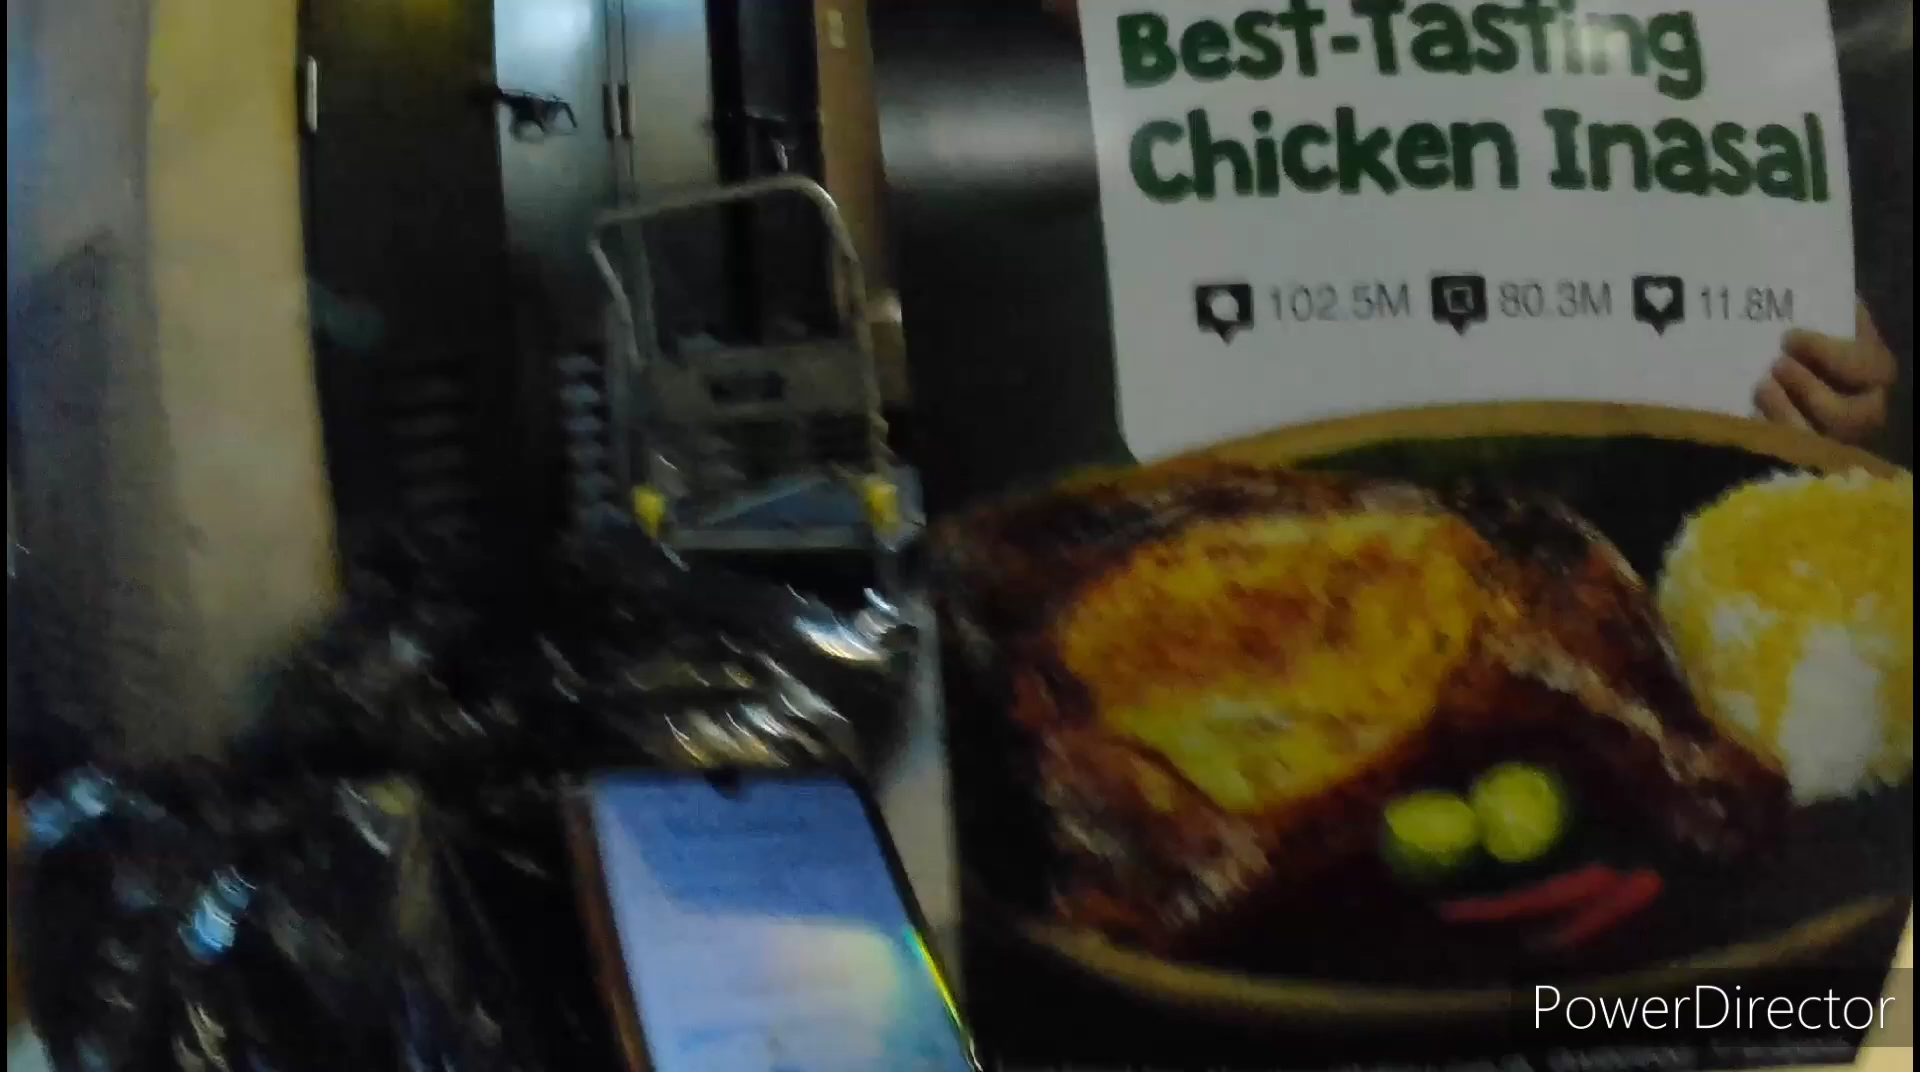 Best-Tasting
Chicken Inasal
102.5M 80.3M 11.8M
PowerDirector